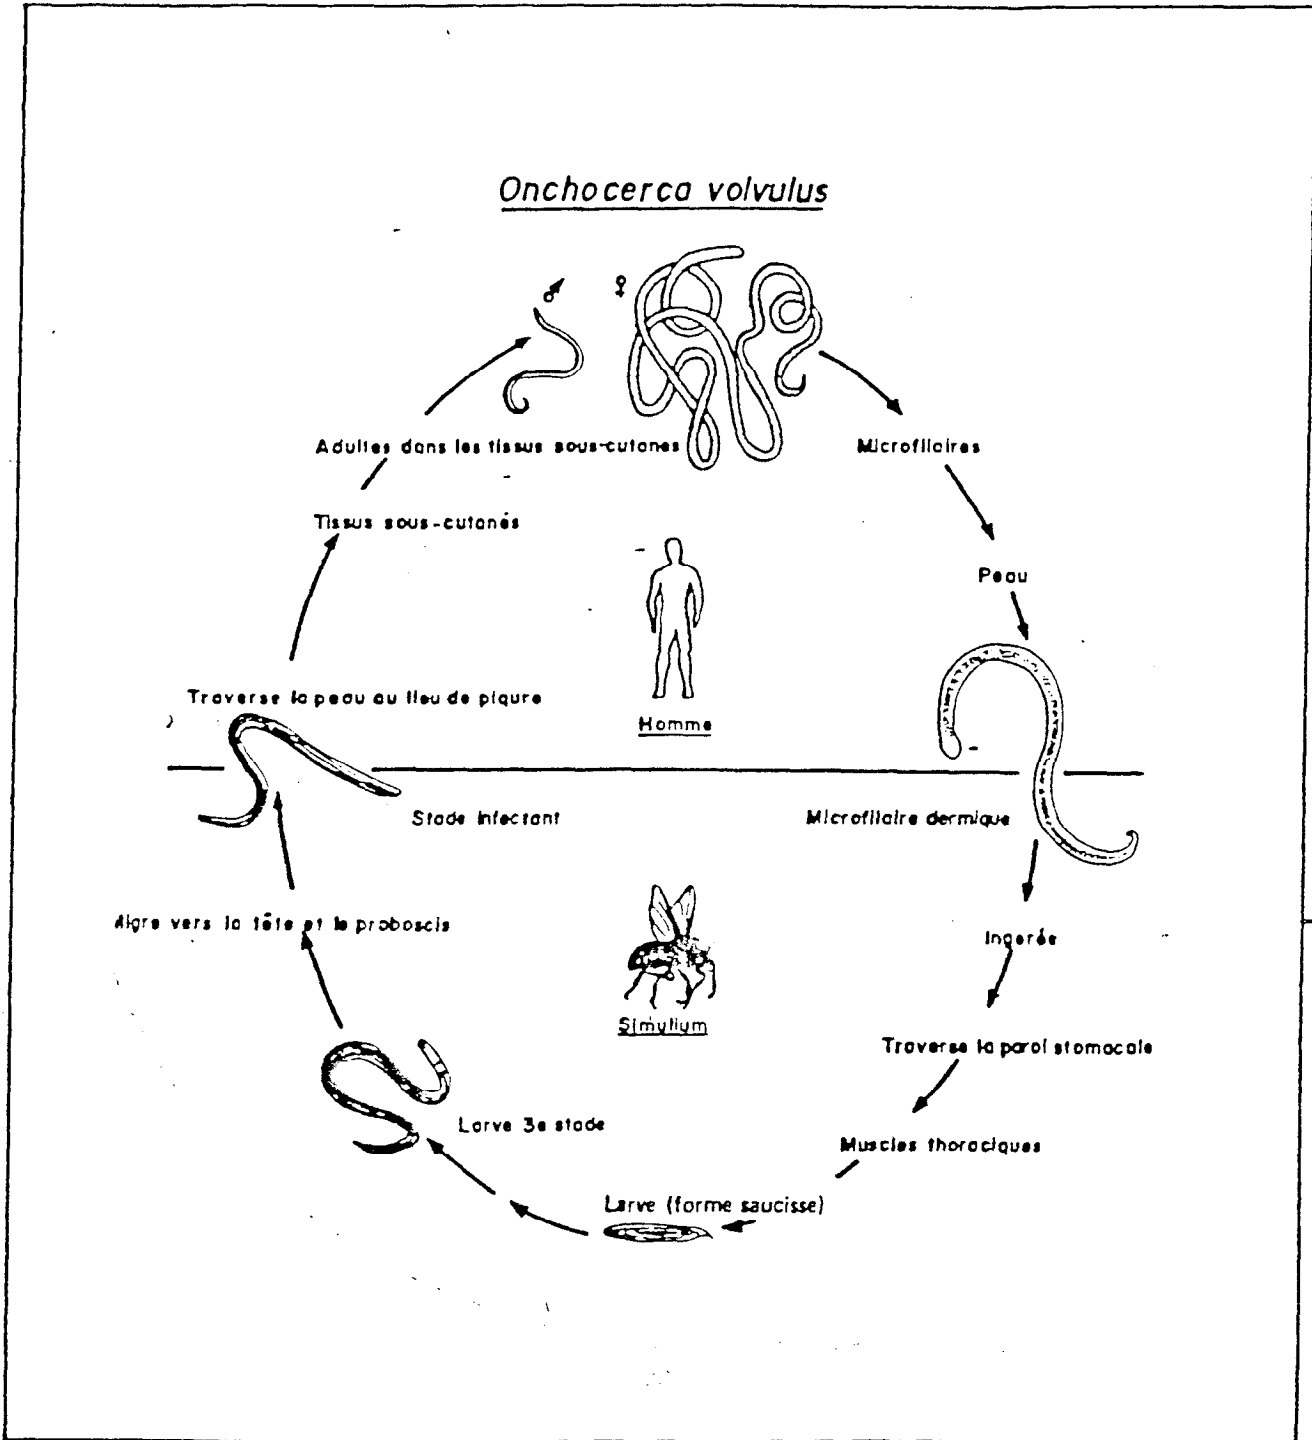 Onchocerca volvulus
♂ ♀
Adultes dans les tissus sous-cutanes
Microfilaires
Tissus sous-cutanés
Peau
Traverse la peau au lieu de piqure
Homme
Stade infectant
Microfilaire dermique
Aigre vers la tête et le proboscis
Ingerée
Simulium
Traverse la paroi stomacale
Larve 3e stade
Muscles thoraciques
Larve (forme saucisse)